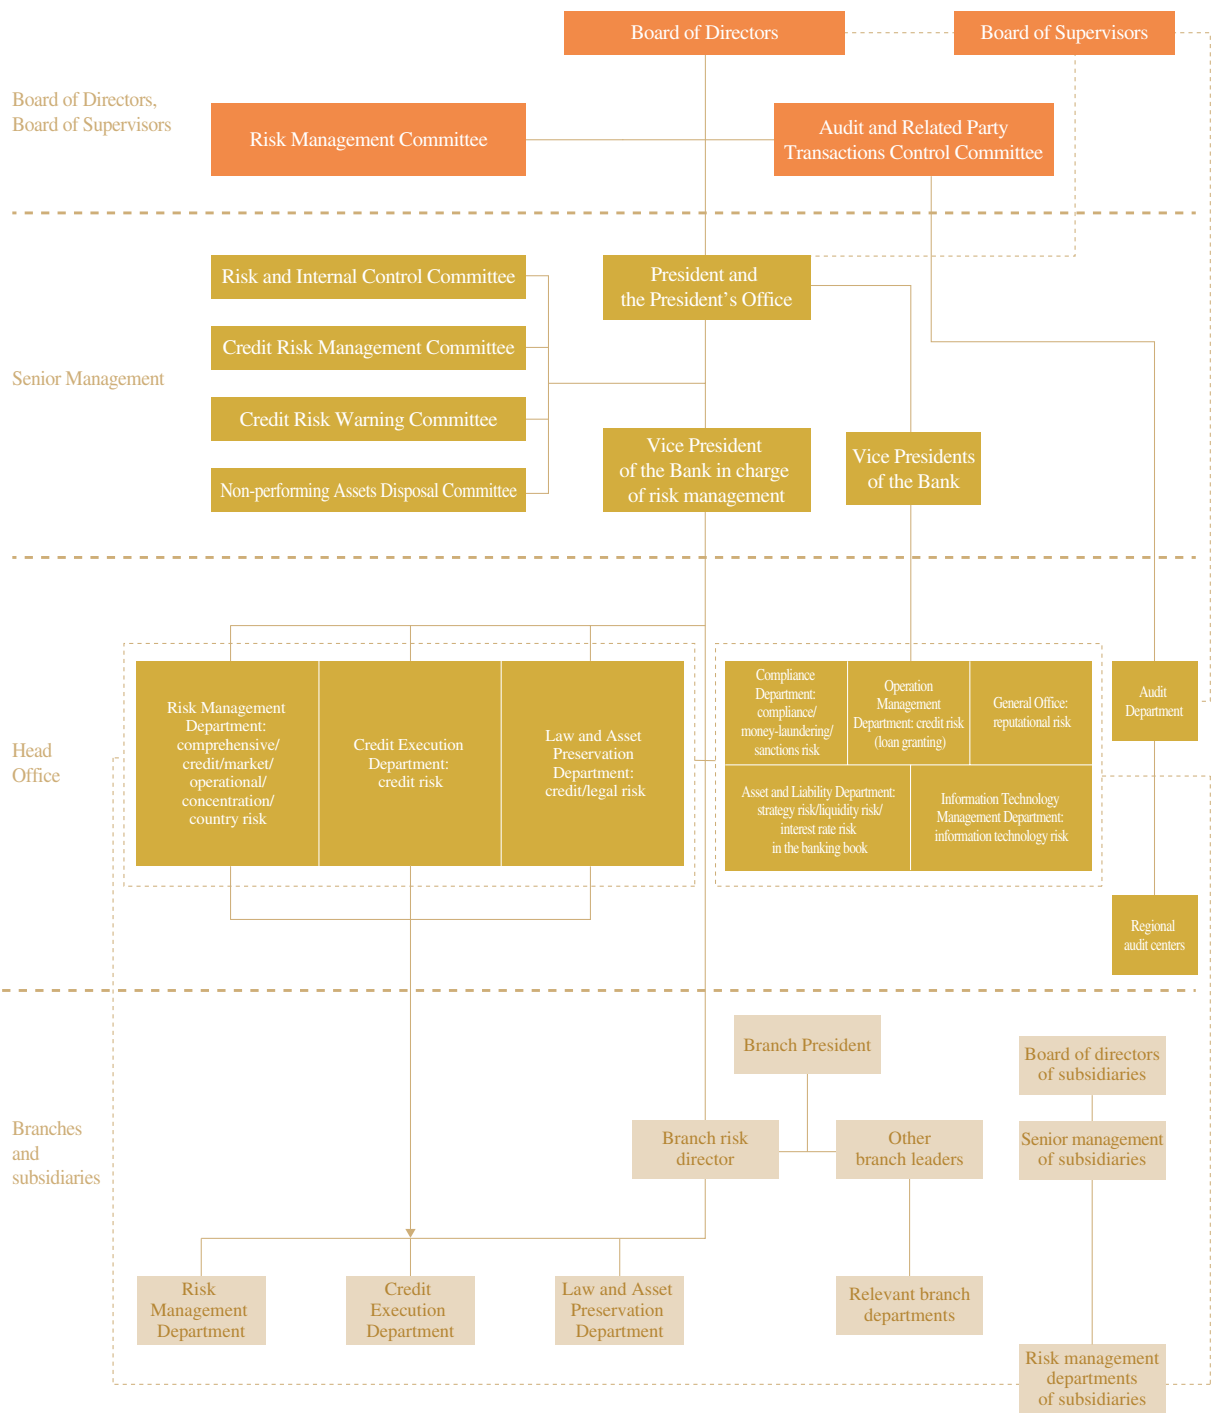 Board of Directors
Board of Supervisors
Board of Directors,
Board of Supervisors
Risk Management Committee
Audit and Related Party
Transactions Control Committee
Senior Management
Risk and Internal Control Committee
Credit Risk Management Committee
Credit Risk Warning Committee
Non-performing Assets Disposal Committee
President and
the President’s Office
Vice President
of the Bank in charge
of risk management
Vice Presidents
of the Bank
Head
Office
Risk Management
Department:
comprehensive/
credit/market/
operational/
concentration/
country risk
Credit Execution
Department:
credit risk
Law and Asset
Preservation
Department:
credit/legal risk
Compliance
Department:
compliance/
money-laundering/
sanctions risk
Operation
Management
Department: credit risk
(loan granting)
General Office:
reputational risk
Asset and Liability Department:
strategy risk/liquidity risk/
interest rate risk
in the banking book
Information Technology
Management Department:
information technology risk
Audit
Department
Regional
audit centers
Branches
and
subsidiaries
Branch President
Branch risk
director
Other
branch leaders
Board of directors
of subsidiaries
Senior management
of subsidiaries
Risk
Management
Department
Credit
Execution
Department
Law and Asset
Preservation
Department
Relevant branch
departments
Risk management
departments
of subsidiaries